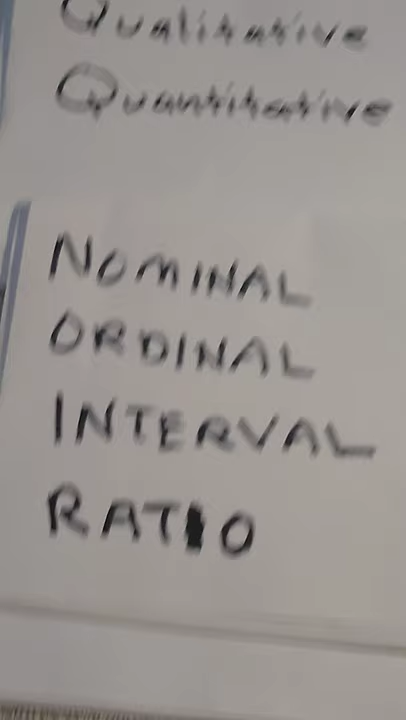 Qualitative
Quantitative
NOMINAL
ORDINAL
INTERVAL
RATIO